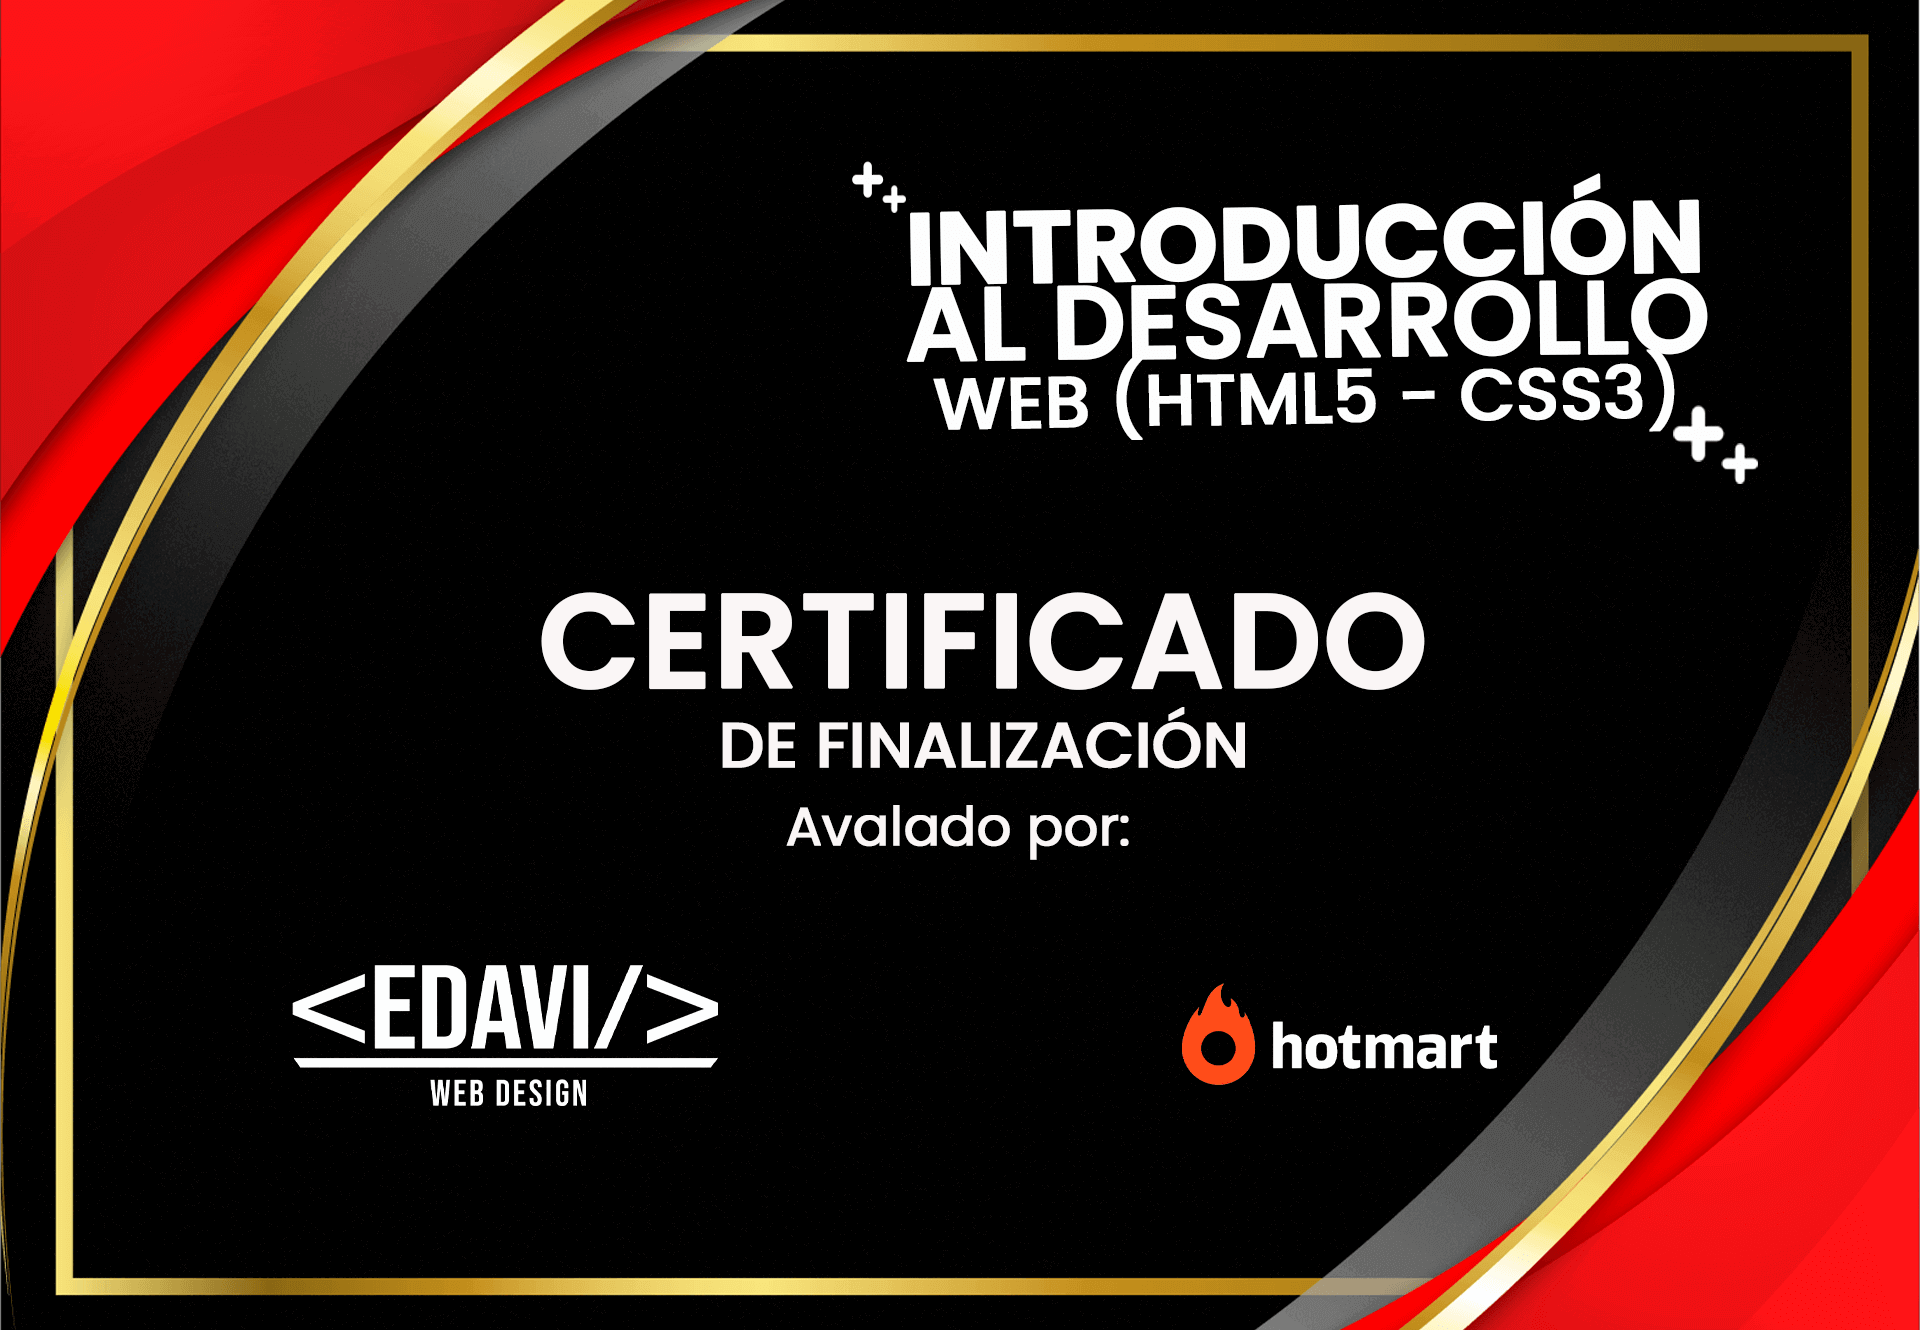 INTRODUCCIÓN
AL DESARROLLO
WEB (HTML5 - CSS3)
CERTIFICADO
DE FINALIZACIÓN
Avalado por:
<EDAVI/>
WEB DESIGN
hotmart